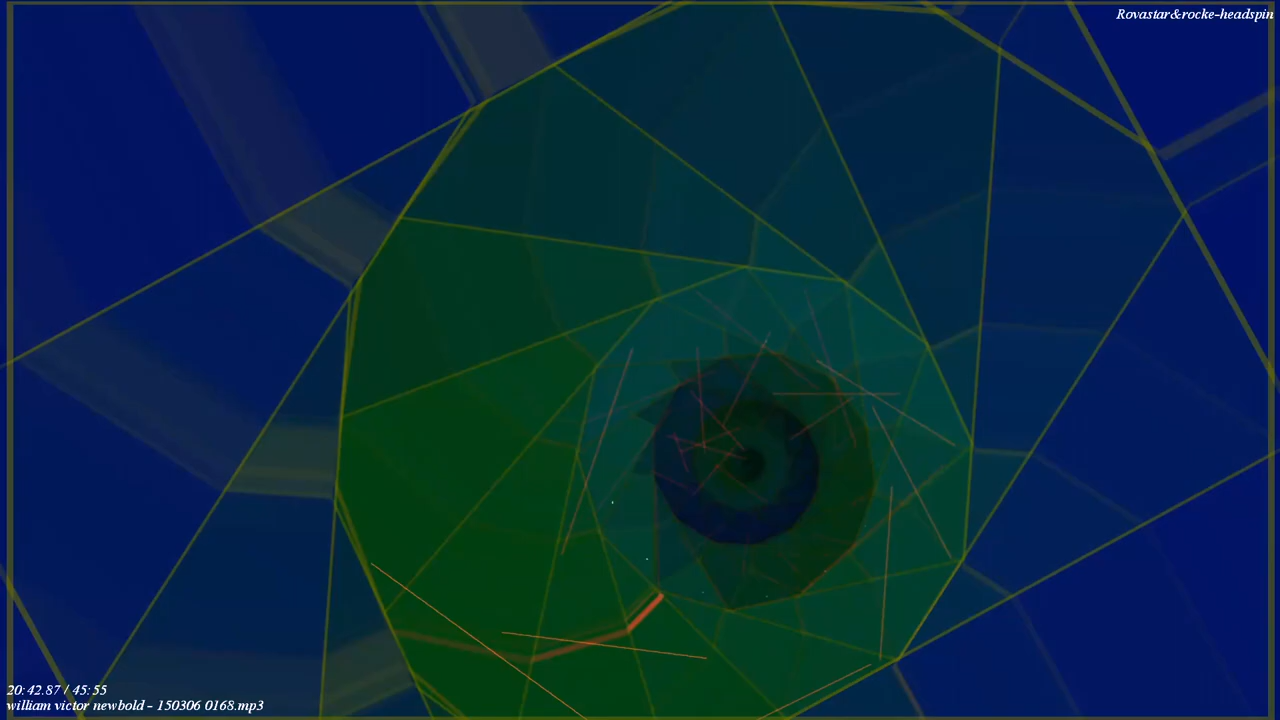 Rovastar&rocke-headspin
20:42.87 / 45:55
william victor newbold - 150306 0168.mp3